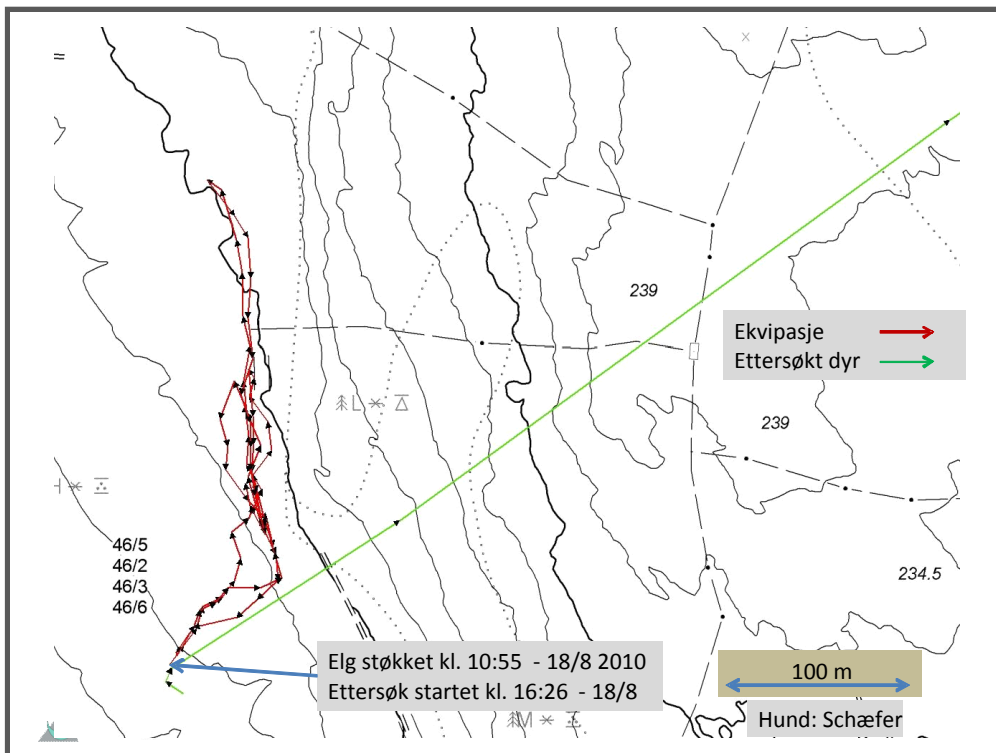 239
Ekvipasje
Ettersøkt dyr
L
239
46/5
46/2
46/3
46/6
234.5
Elg støkket kl. 10:55 - 18/8 2010
Ettersøk startet kl. 16:26 - 18/8
100 m
M
Hund: Schæfer